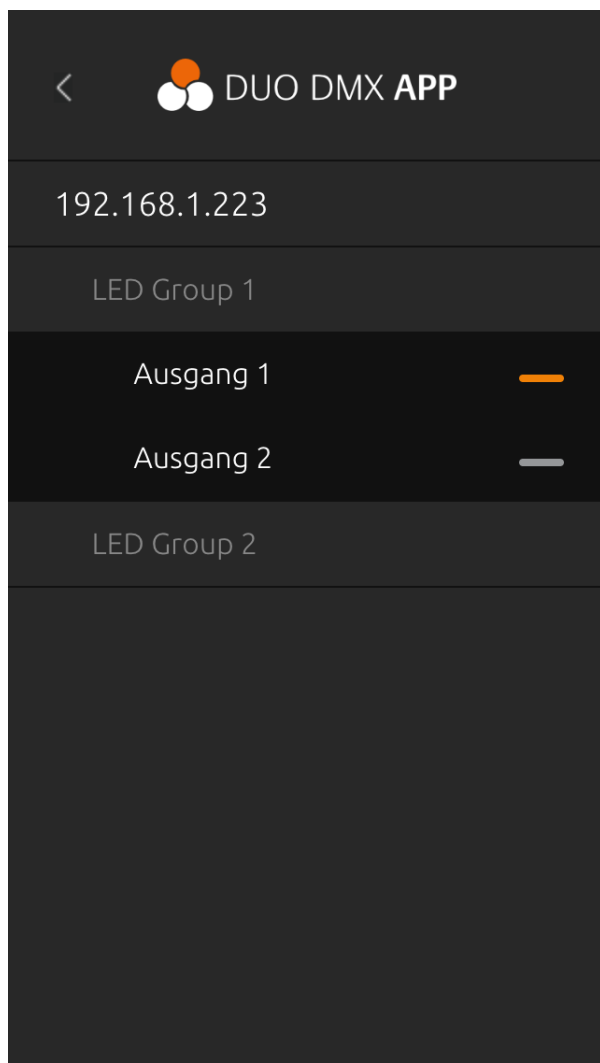 DUO DMX APP
192.168.1.223
LED Group 1
Ausgang 1
Ausgang 2
LED Group 2